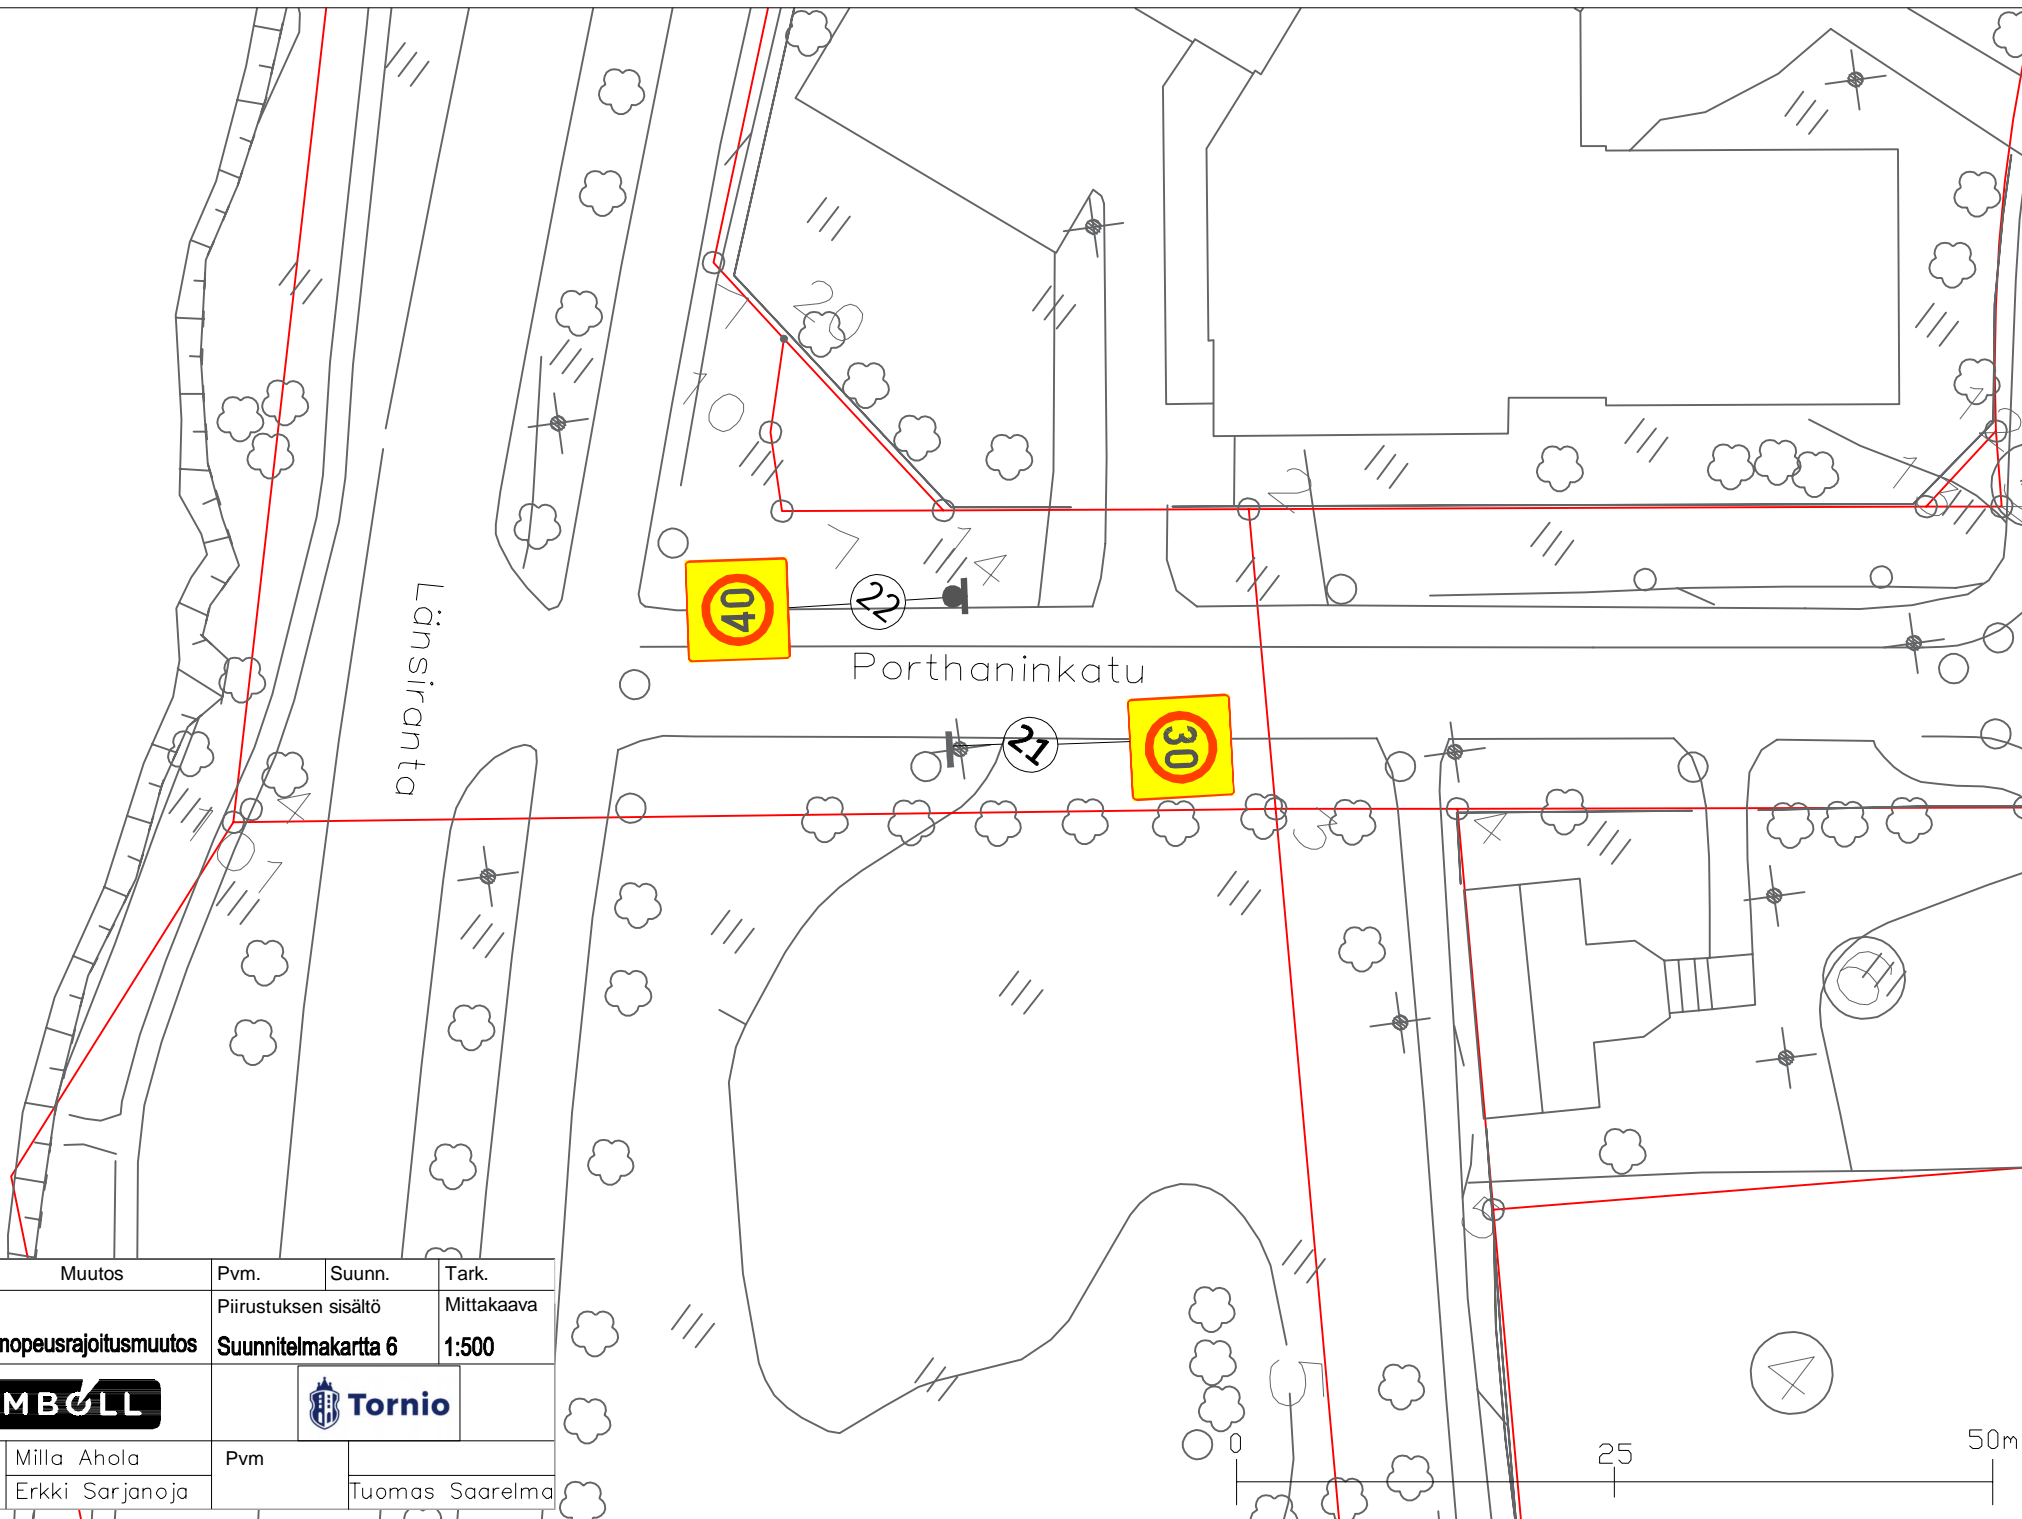 40
22
Länsiranta
Porthaninkatu
21
30
Muutos
Pvm.
Suunn.
Tark.
nopeusrajoitusmuutos
Piirustuksen sisältö
Suunnitelmakartta 6
Mittakaava
1:500
MBOLL
Tornio
Milla Ahola
Pvm
Erkki Sarjanoja
Tuomas Saarelma
0
25
50m
4